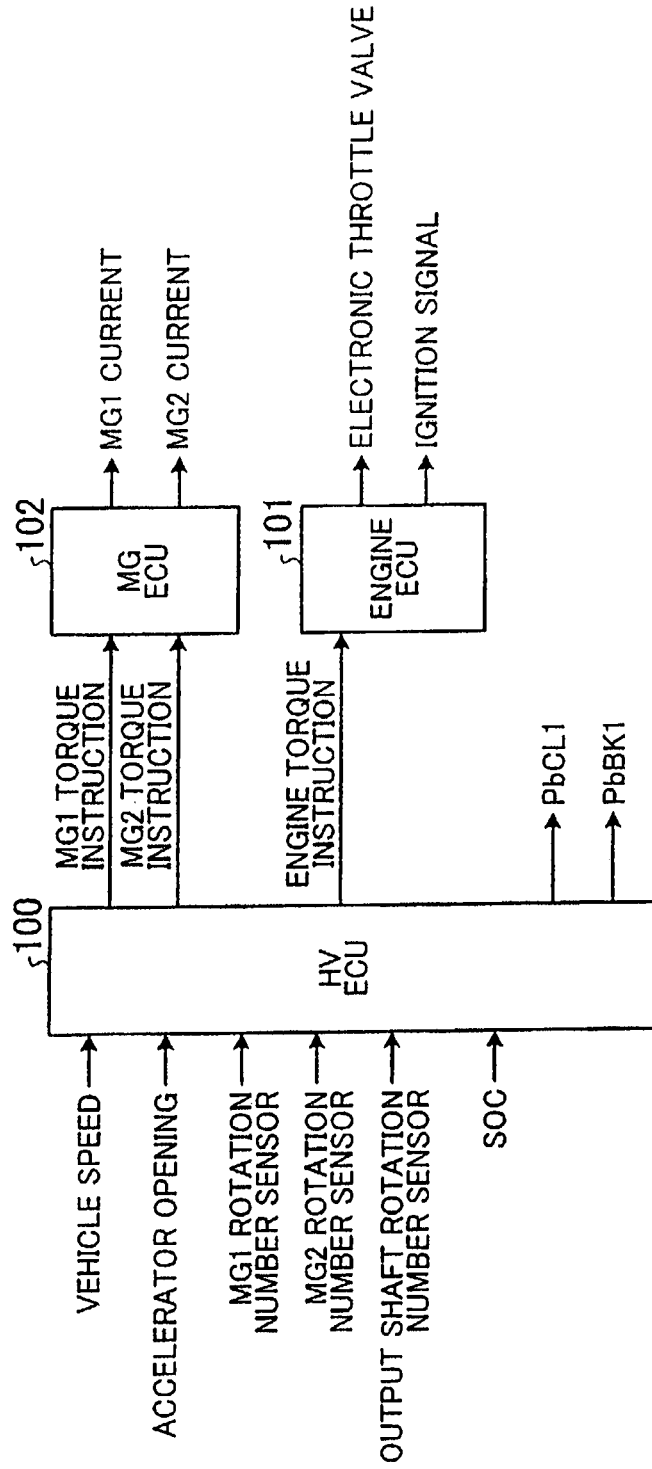 VEHICLE SPEED
ACCELERATOR OPENING
MG1 ROTATION
NUMBER SENSOR
MG2 ROTATION
NUMBER SENSOR
OUTPUT SHAFT ROTATION
NUMBER SENSOR
SOC
100
HV
ECU
MG1 TORQUE
INSTRUCTION
MG2 TORQUE
INSTRUCTION
ENGINE TORQUE
INSTRUCTION
PbCL1
PbBK1
102
MG
ECU
101
ENGINE
ECU
MG1 CURRENT
MG2 CURRENT
ELECTRONIC THROTTLE VALVE
IGNITION SIGNAL